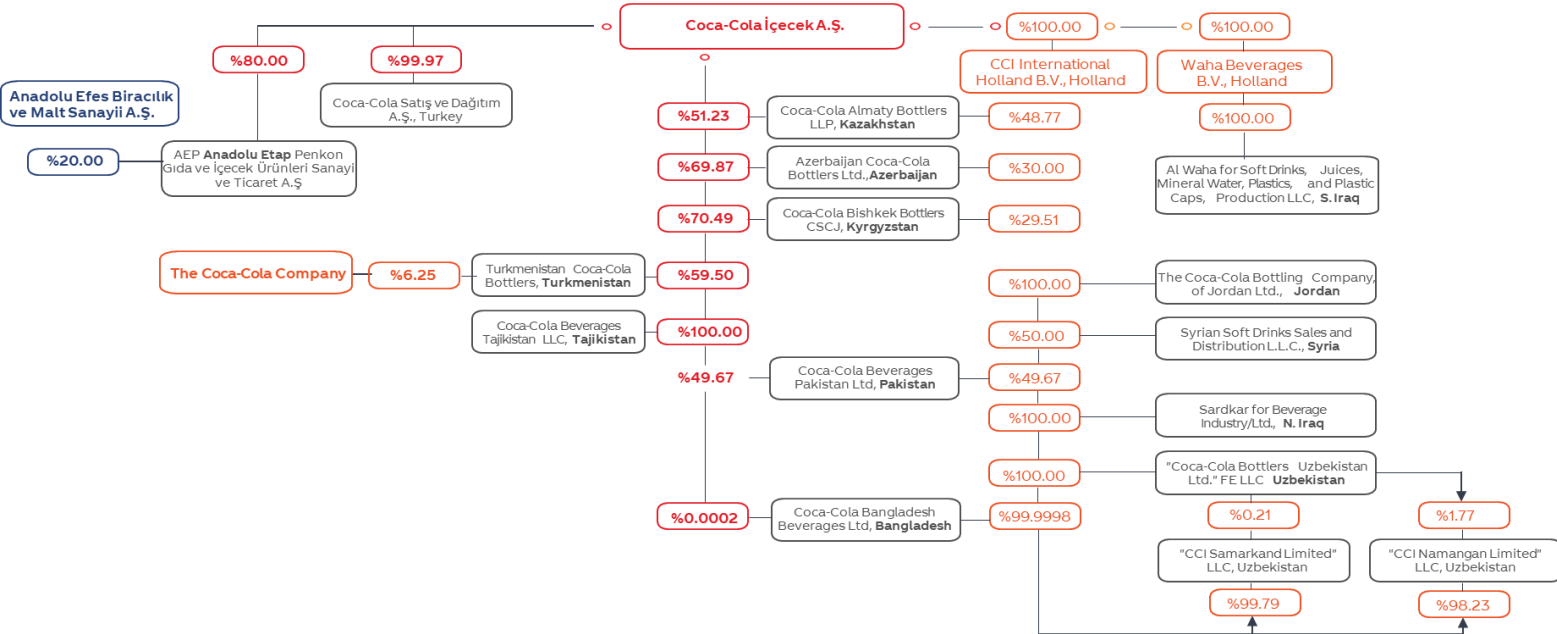 Coca-Cola İçecek A.Ş.
%100.00
%100.00
%80.00
%99.97
CCI International
Holland B.V., Holland
Waha Beverages
B.V., Holland
Anadolu Efes Biracılık
ve Malt Sanayii A.Ş.
Coca-Cola Satış ve Dağıtım
A.Ş., Turkey
%51.23
Coca-Cola Almaty Bottlers
LLP, Kazakhstan
%48.77
%100.00
%20.00
AEP Anadolu Etap Penkon
Gıda ve İçecek Ürünleri Sanayi
ve Ticaret A.Ş
%69.87
Azerbaijan Coca-Cola
Bottlers Ltd.,Azerbaijan
%30.00
Al Waha for Soft Drinks, Juices,
Mineral Water, Plastics, and Plastic
Caps, Production LLC, S. Iraq
%70.49
Coca-Cola Bishkek Bottlers
CSCJ, Kyrgyzstan
%29.51
The Coca-Cola Company
%6.25
Turkmenistan Coca-Cola
Bottlers, Turkmenistan
%59.50
%100.00
The Coca-Cola Bottling Company,
of Jordan Ltd., Jordan
Coca-Cola Beverages
Tajikistan LLC, Tajikistan
%100.00
%50.00
Syrian Soft Drinks Sales and
Distribution L.L.C., Syria
%49.67
Coca-Cola Beverages
Pakistan Ltd, Pakistan
%49.67
%100.00
Sardkar for Beverage
Industry/Ltd., N. Iraq
%100.00
"Coca-Cola Bottlers Uzbekistan
Ltd." FE LLC Uzbekistan
%0.0002
Coca-Cola Bangladesh
Beverages Ltd, Bangladesh
%99.9998
%0.21
%1.77
"CCI Samarkand Limited"
LLC, Uzbekistan
"CCI Namangan Limited"
LLC, Uzbekistan
%99.79
%98.23